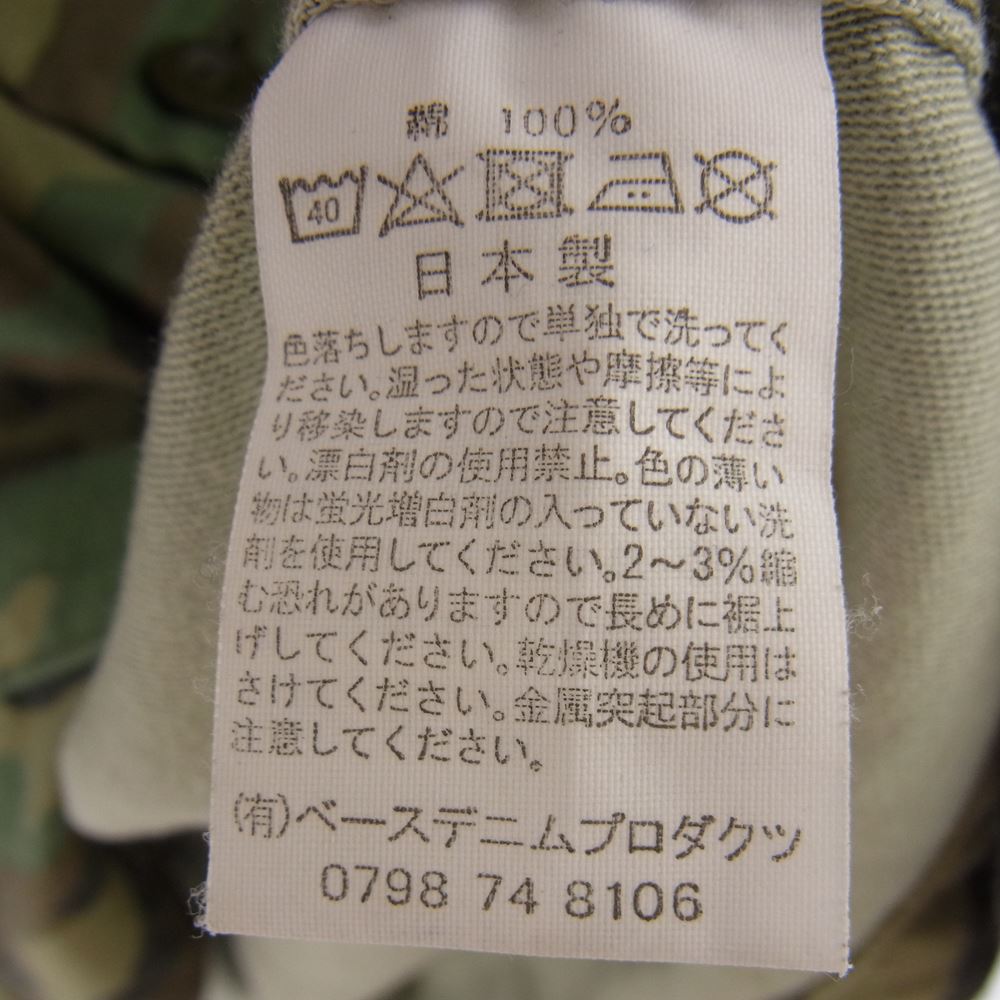 綿 100%
40
日本製
色落ちしますので単独で洗ってく
ださい。湿った状態や摩擦等によ
り移染しますので注意してくださ
い。漂白剤の使用禁止。色の薄い
物は蛍光増白剤の入っていない洗
剤を使用してください。2～3%縮
む恐れがありますので長めに裾上
げしてください。乾燥機の使用は
さけてください。金属突起部分に
注意してください。
(有)ベースデニムプロダクツ
0798 74 8106